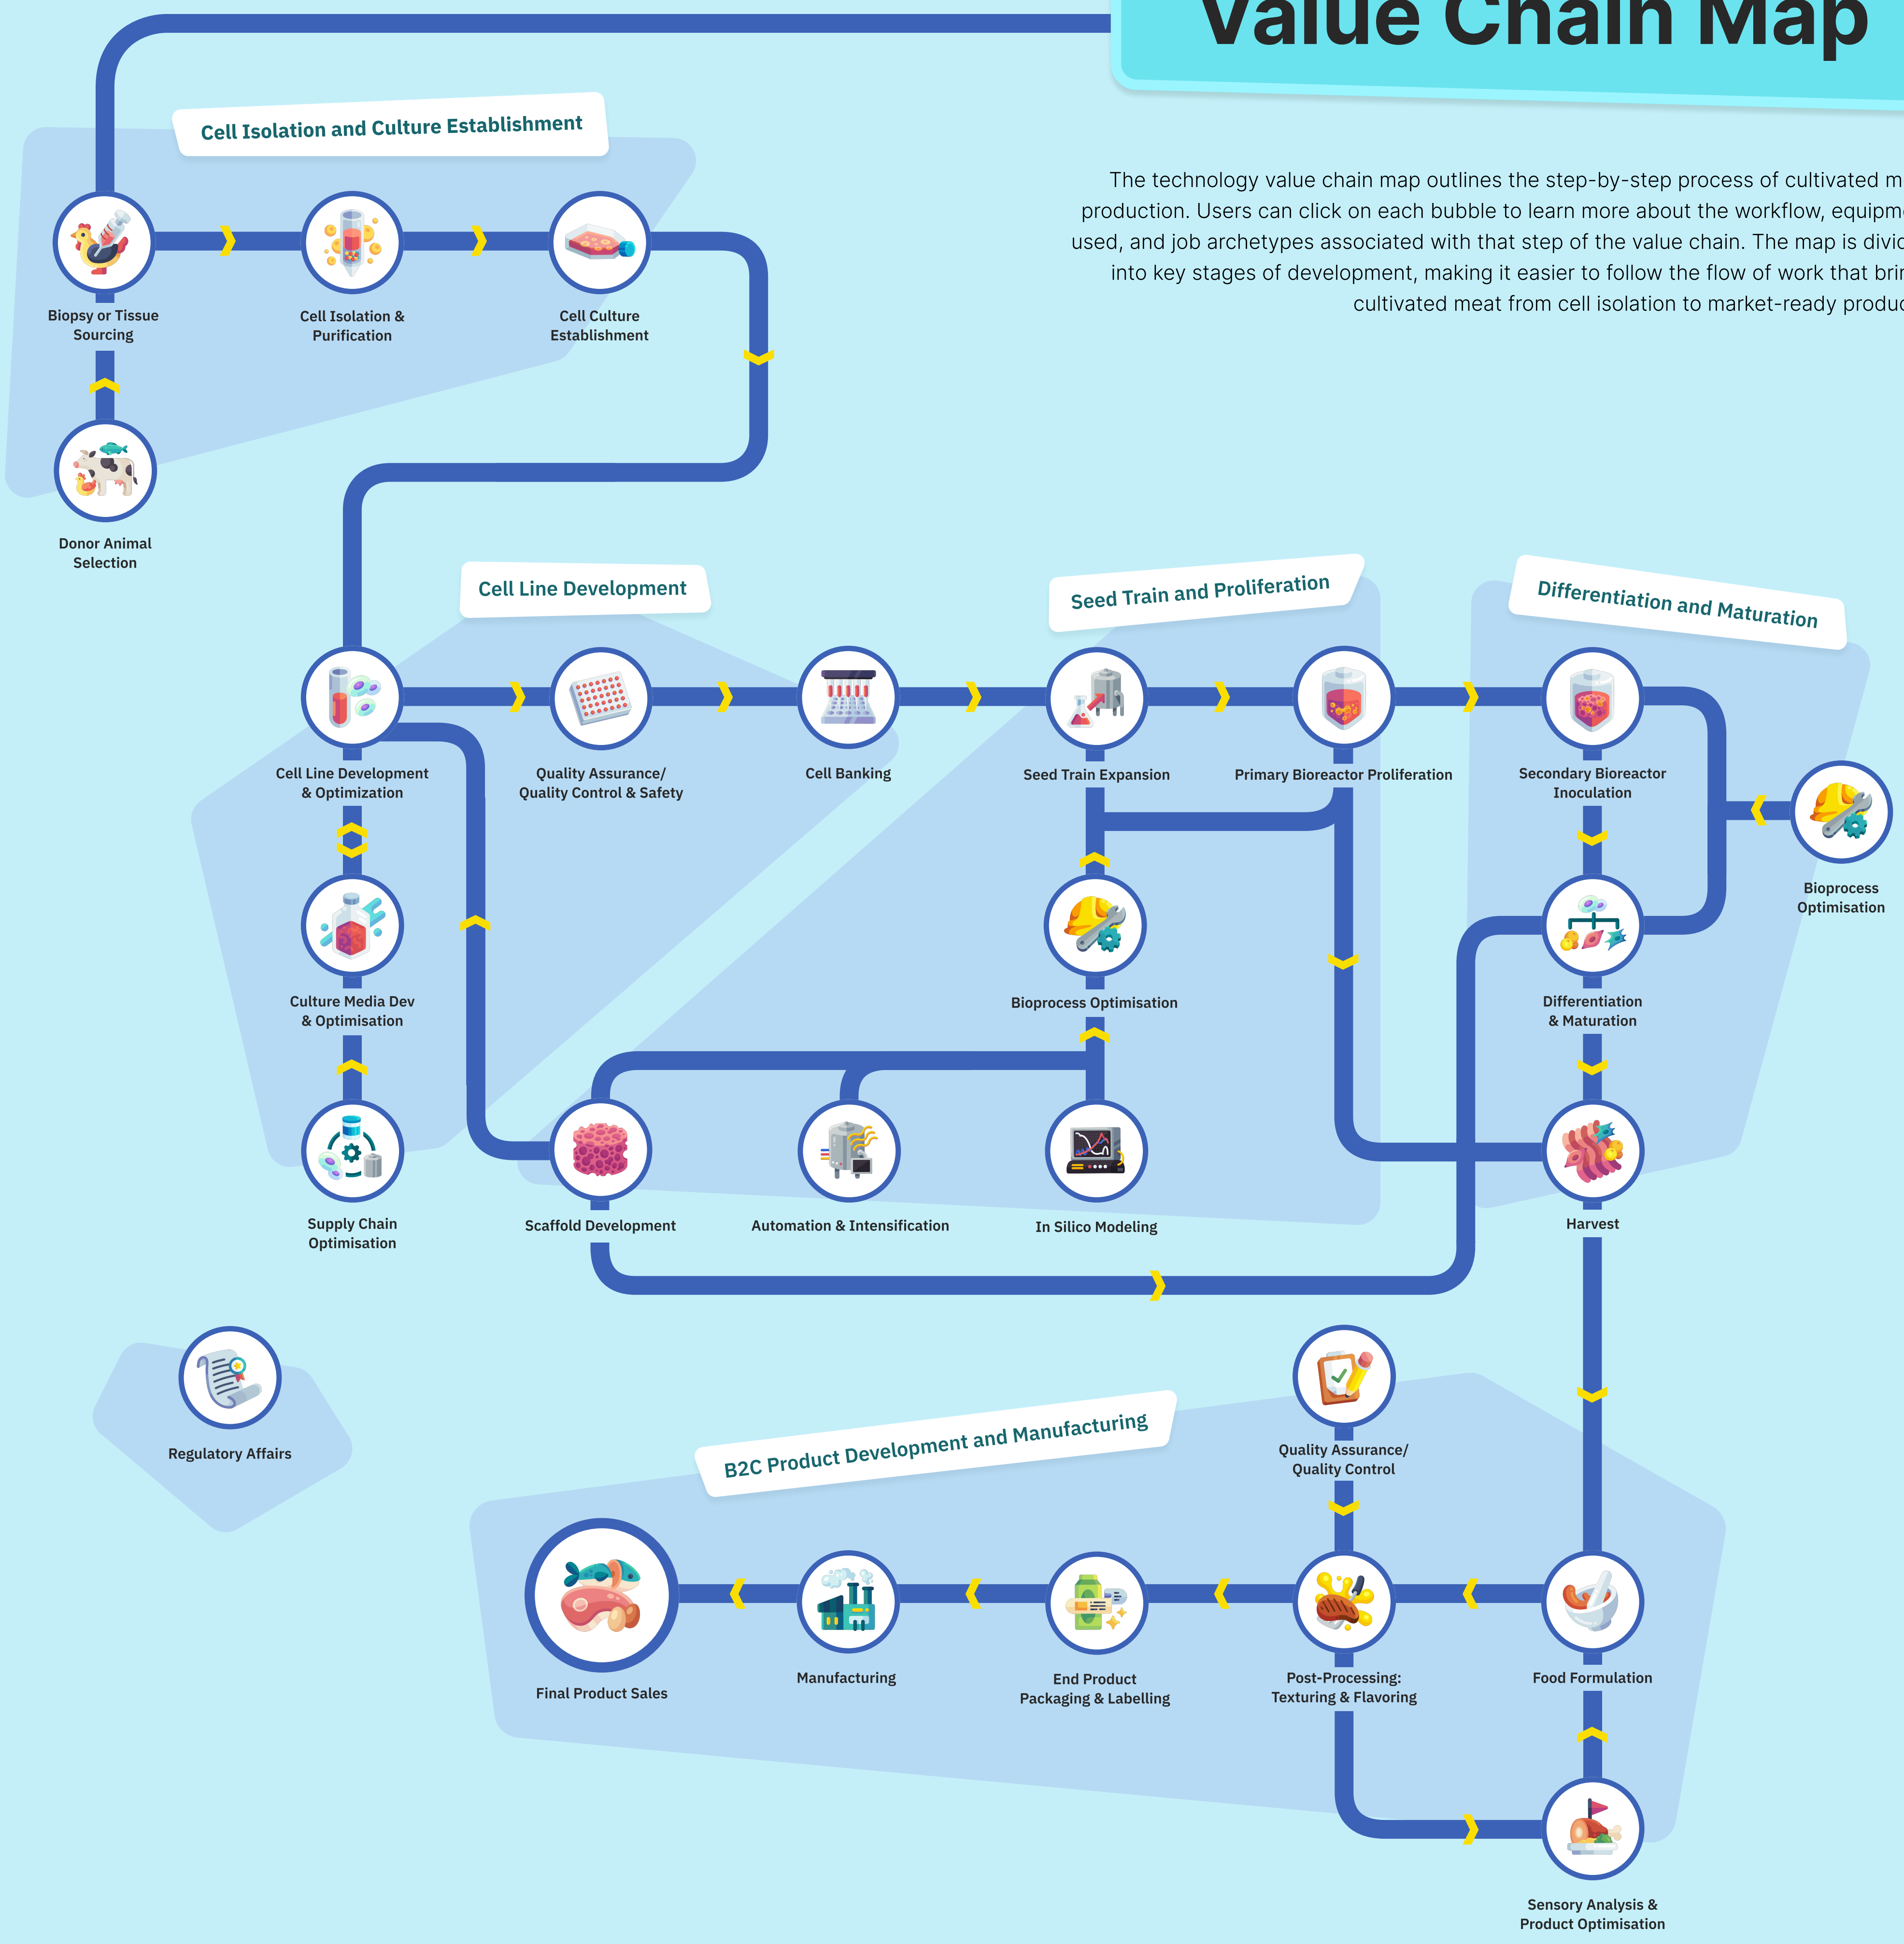 Value Chain Map
The technology value chain map outlines the step-by-step process of cultivated m
production. Users can click on each bubble to learn more about the workflow, equipm
used, and job archetypes associated with that step of the value chain. The map is divid
into key stages of development, making it easier to follow the flow of work that brin
cultivated meat from cell isolation to market-ready produc
Cell Isolation and Culture Establishment
Biopsy or Tissue
Sourcing
Cell Isolation &
Purification
Cell Culture
Establishment
Donor Animal
Selection
Cell Line Development
Seed Train and Proliferation
Differentiation and Maturation
Cell Line Development
& Optimization
Quality Assurance/
Quality Control & Safety
Cell Banking
Seed Train Expansion
Primary Bioreactor Proliferation
Secondary Bioreactor
Inoculation
Bioprocess
Optimisation
Culture Media Dev
& Optimisation
Bioprocess Optimisation
Differentiation
& Maturation
Supply Chain
Optimisation
Scaffold Development
Automation & Intensification
In Silico Modeling
Harvest
Regulatory Affairs
B2C Product Development and Manufacturing
Quality Assurance/
Quality Control
Final Product Sales
Manufacturing
End Product
Packaging & Labelling
Post-Processing:
Texturing & Flavoring
Food Formulation
Sensory Analysis &
Product Optimisation